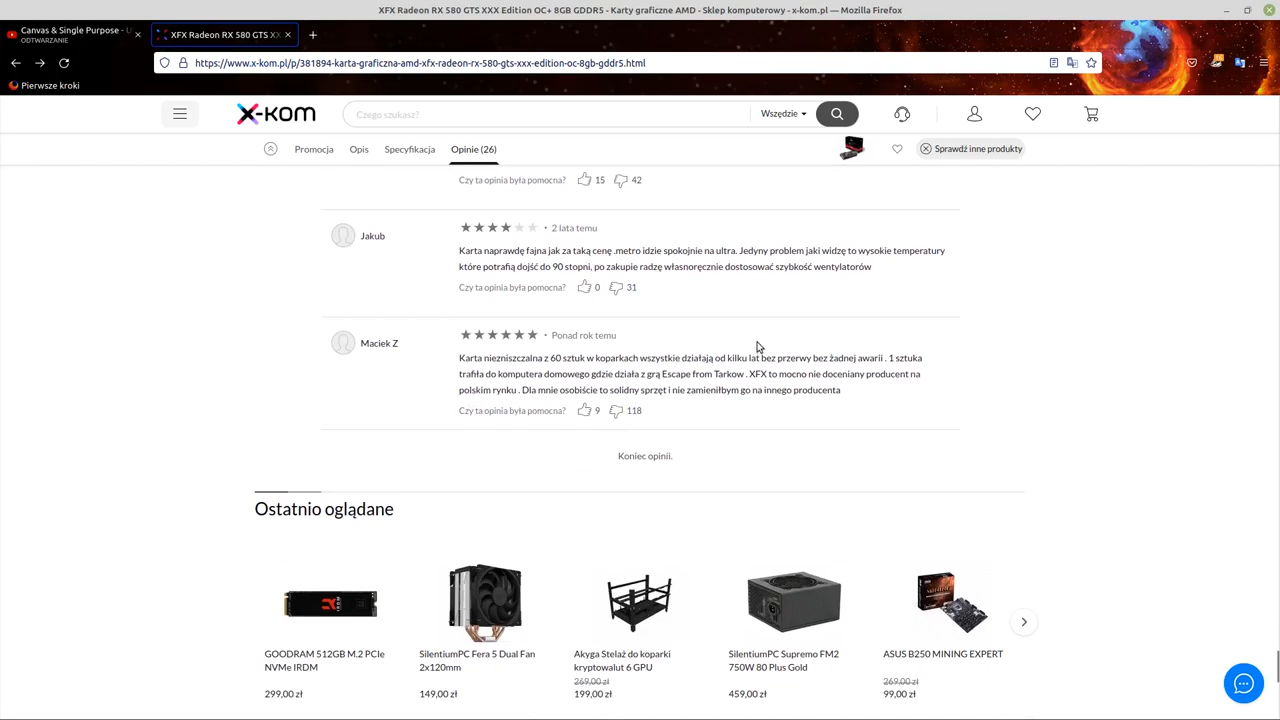 XFX Radeon RX 580 GTS XXX Edition OC+ 8GB GDDR5 - Karty graficzne AMD - Sklep komputerowy - x-kom.pl — Mozilla Firefox
Canvas & Single Purpose - U
ODTWARZANIE
XFX Radeon RX 580 GTS XX
https://www.x-kom.pl/p/381894-karta-graficzna-amd-xfx-radeon-rx-580-gts-xxx-edition-oc-8gb-gddr5.html
Pierwsze kroki
x-kom
Czego szukasz?
Wszędzie
Promocja
Opis
Specyfikacja
Opinie (26)
Sprawdź inne produkty
Czy ta opinia była pomocna? 15 42
Jakub
• 2 lata temu
Karta naprawdę fajna jak za taką cenę .metro idzie spokojnie na ultra. Jedyny problem jaki widzę to wysokie temperatury
które potrafią dojść do 90 stopni, po zakupie radzę własnoręcznie dostosować szybkość wentylatorów
Czy ta opinia była pomocna? 0 31
Maciek Z
• Ponad rok temu
Karta niezniszczalna z 60 sztuk w koparkach wszystkie działają od kilku lat bez przerwy bez żadnej awarii . 1 sztuka
trafiła do komputera domowego gdzie działa z grą Escape from Tarkow . XFX to mocno nie doceniany producent na
polskim rynku . Dla mnie osobiście to solidny sprzęt i nie zamieniłbym go na innego producenta
Czy ta opinia była pomocna? 9 118
Koniec opinii.
Ostatnio oglądane
GOODRAM 512GB M.2 PCIe
NVMe IRDM
299,00 zł
SilentiumPC Fera 5 Dual Fan
2x120mm
149,00 zł
Akyga Stelaż do koparki
kryptowalut 6 GPU
269,00 zł
199,00 zł
SilentiumPC Supremo FM2
750W 80 Plus Gold
459,00 zł
ASUS B250 MINING EXPERT
269,00 zł
99,00 zł